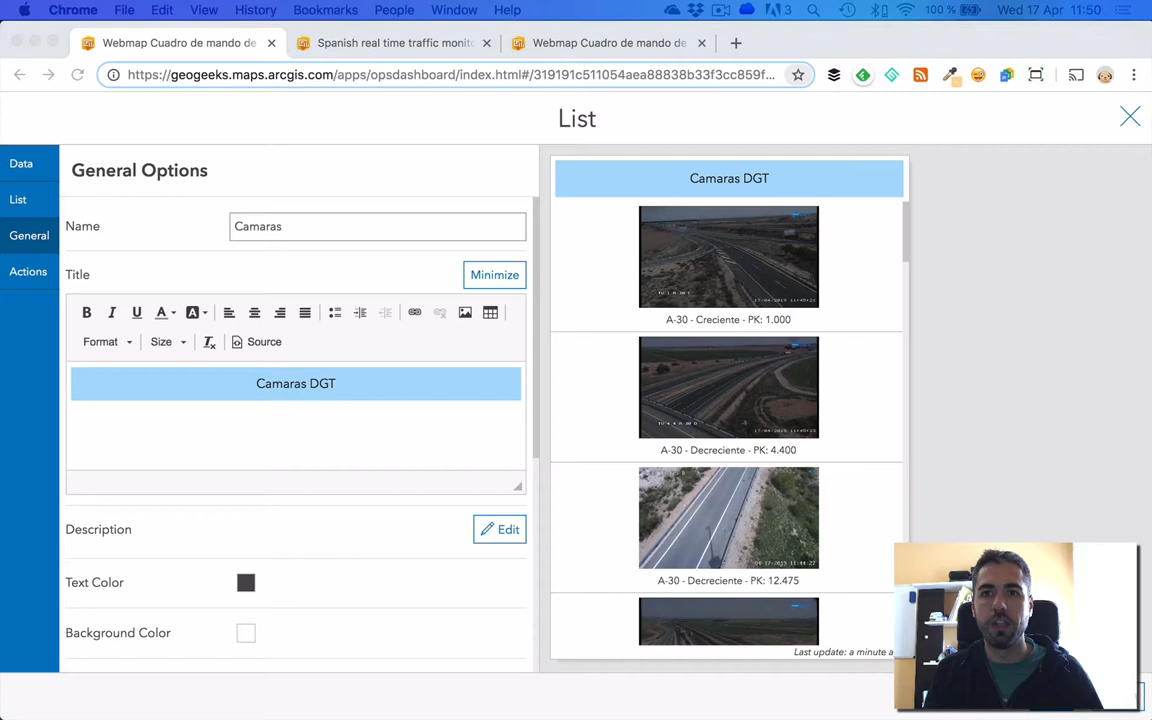 Chrome File Edit View History Bookmarks People Window Help 3 100 % Wed 17 Apr 11:50
Webmap Cuadro de mando de Spanish real time traffic monito Webmap Cuadro de mando de
https://geogeeks.maps.arcgis.com/apps/opsdashboard/index.html#/319191c511054aea88838b33f3cc859f...
List
Data
List
General
Actions
General Options
Name Camaras
Title Minimize
B I U A A
Format Size Source
Camaras DGT
Description Edit
Text Color
Background Color
Camaras DGT
A-30 - Creciente - PK: 1.000
A-30 - Decreciente - PK: 4.400
A-30 - Decreciente - PK: 12.475
Last update: a minute a